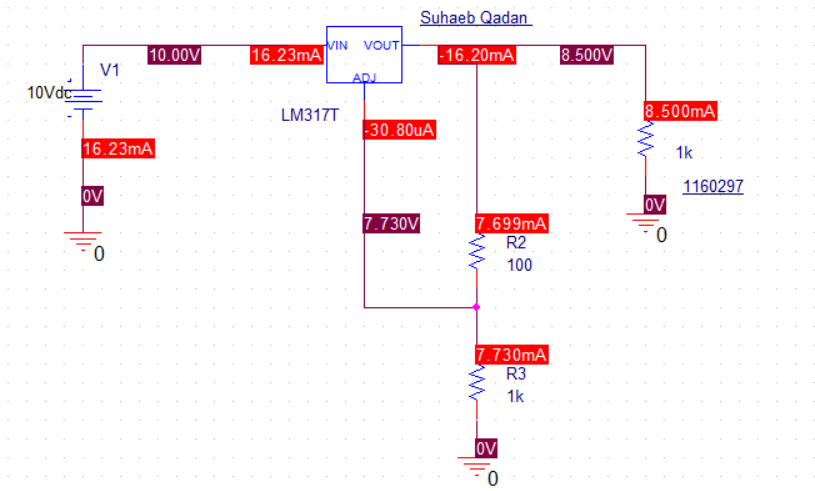 Suhaeb Qadan
10.00V
16.23mA
VIN
VOUT
-16.20mA
8.500V
V1
ADJ
10Vdc
LM317T
-30.80uA
8.500mA
16.23mA
1k
0V
1160297
0V
7.730V
7.699mA
0
R2
0
100
7.730mA
R3
1k
0V
0